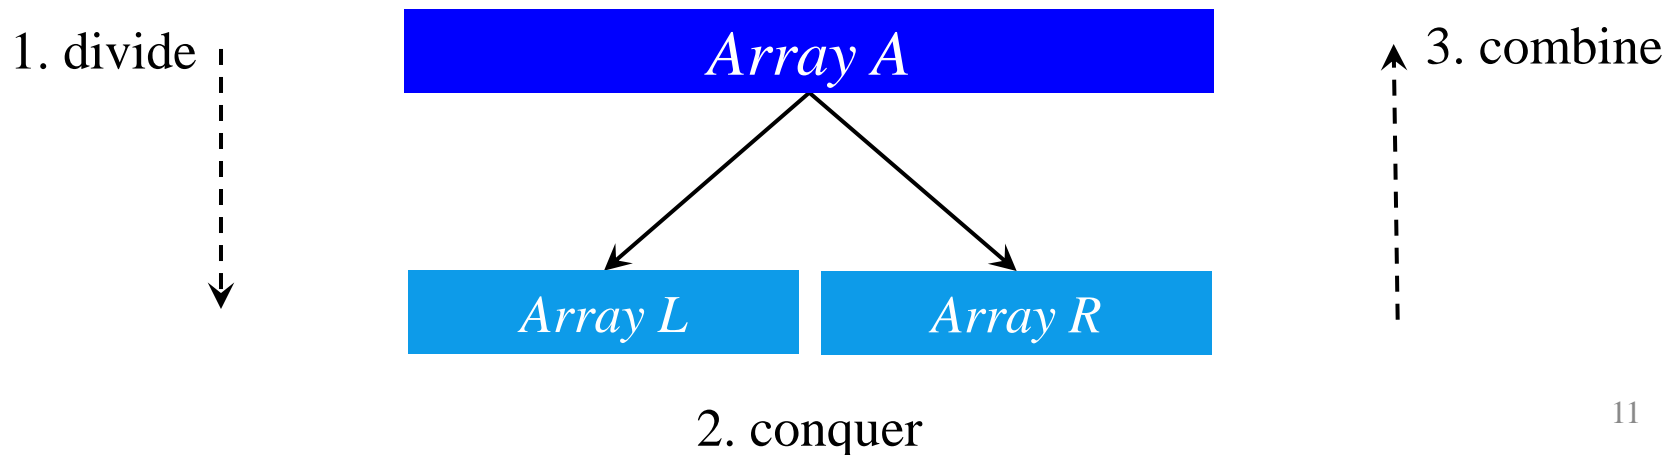 1. divide
Array A
3. combine
Array L
Array R
2. conquer
11